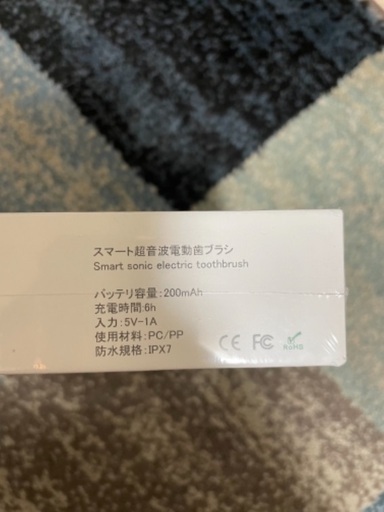 スマート超音波電動歯ブラシ
Smart sonic electric toothbrush
バッテリ容量:200mAh
充電時間:6h
入力:5V-1A
使用材料:PC/PP
防水規格:IPX7
CE FC RoHS